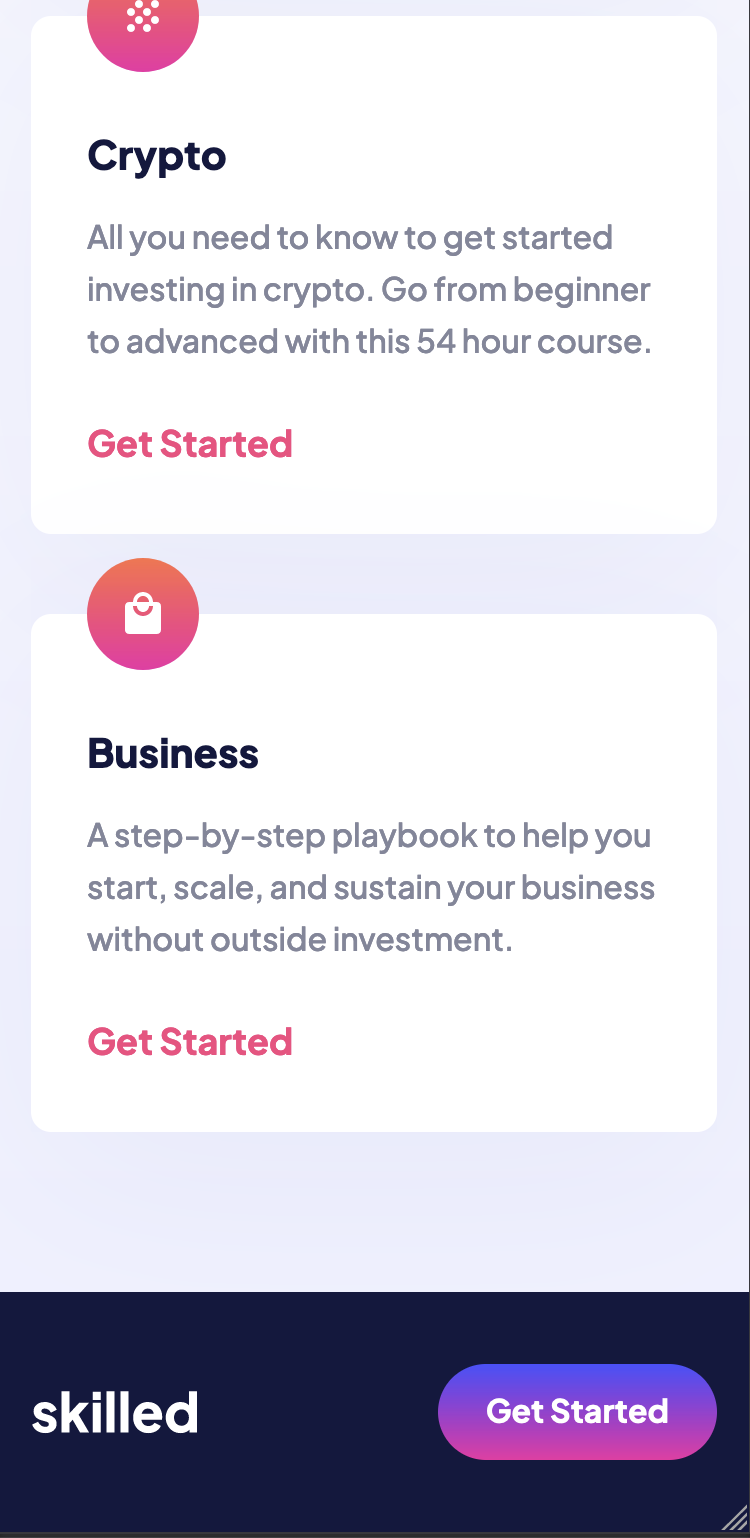 Crypto
All you need to know to get started
investing in crypto. Go from beginner
to advanced with this 54 hour course.
Get Started
Business
A step-by-step playbook to help you
start, scale, and sustain your business
without outside investment.
Get Started
skilled
Get Started